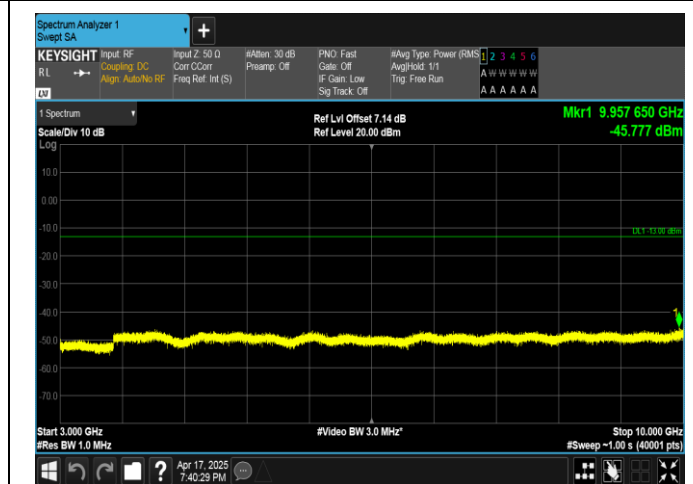 Spectrum Analyzer 1
Swept SA
+
KEYSIGHT
RL
LXI
Input: RF
Coupling: DC
Align: Auto/No RF
Input Z: 50 Ω
Corr CCorr
Freq Ref: Int (S)
#Atten: 30 dB
Preamp: Off
PNO: Fast
Gate: Off
IF Gain: Low
Sig Track: Off
#Avg Type: Power (RMS
Avg|Hold: 1/1
Trig: Free Run
1 2 3 4 5 6
A W W W W W
A A A A A A
1 Spectrum
Scale/Div 10 dB
Log
Ref Lvl Offset 7.14 dB
Ref Level 20.00 dBm
Mkr1 9.957 650 GHz
-45.777 dBm
10.0
0.00
-10.0
DL1 -13.00 dBm
-20.0
-30.0
-40.0
1
-50.0
-60.0
-70.0
Start 3.000 GHz
#Video BW 3.0 MHz*
Stop 10.000 GHz
#Res BW 1.0 MHz
#Sweep ~1.00 s (40001 pts)
?
Apr 17, 2025
7:40:29 PM